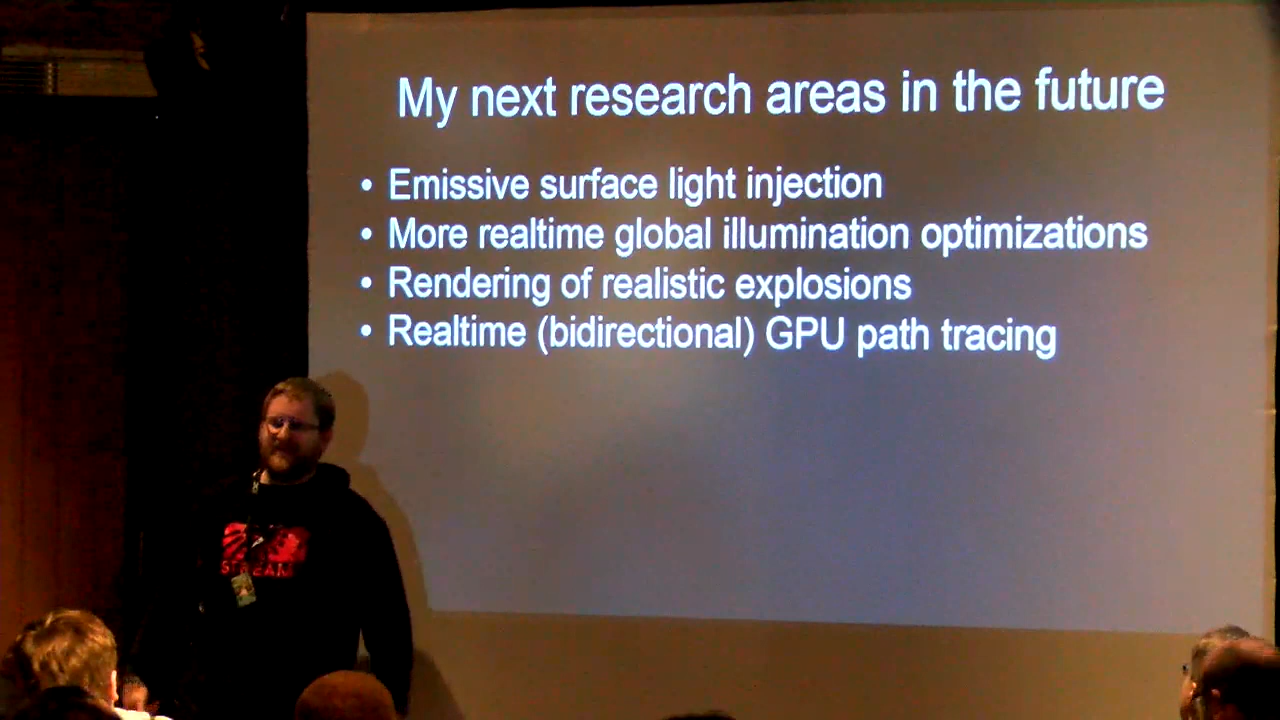 My next research areas in the future
• Emissive surface light injection
• More realtime global illumination optimizations
• Rendering of realistic explosions
• Realtime (bidirectional) GPU path tracing